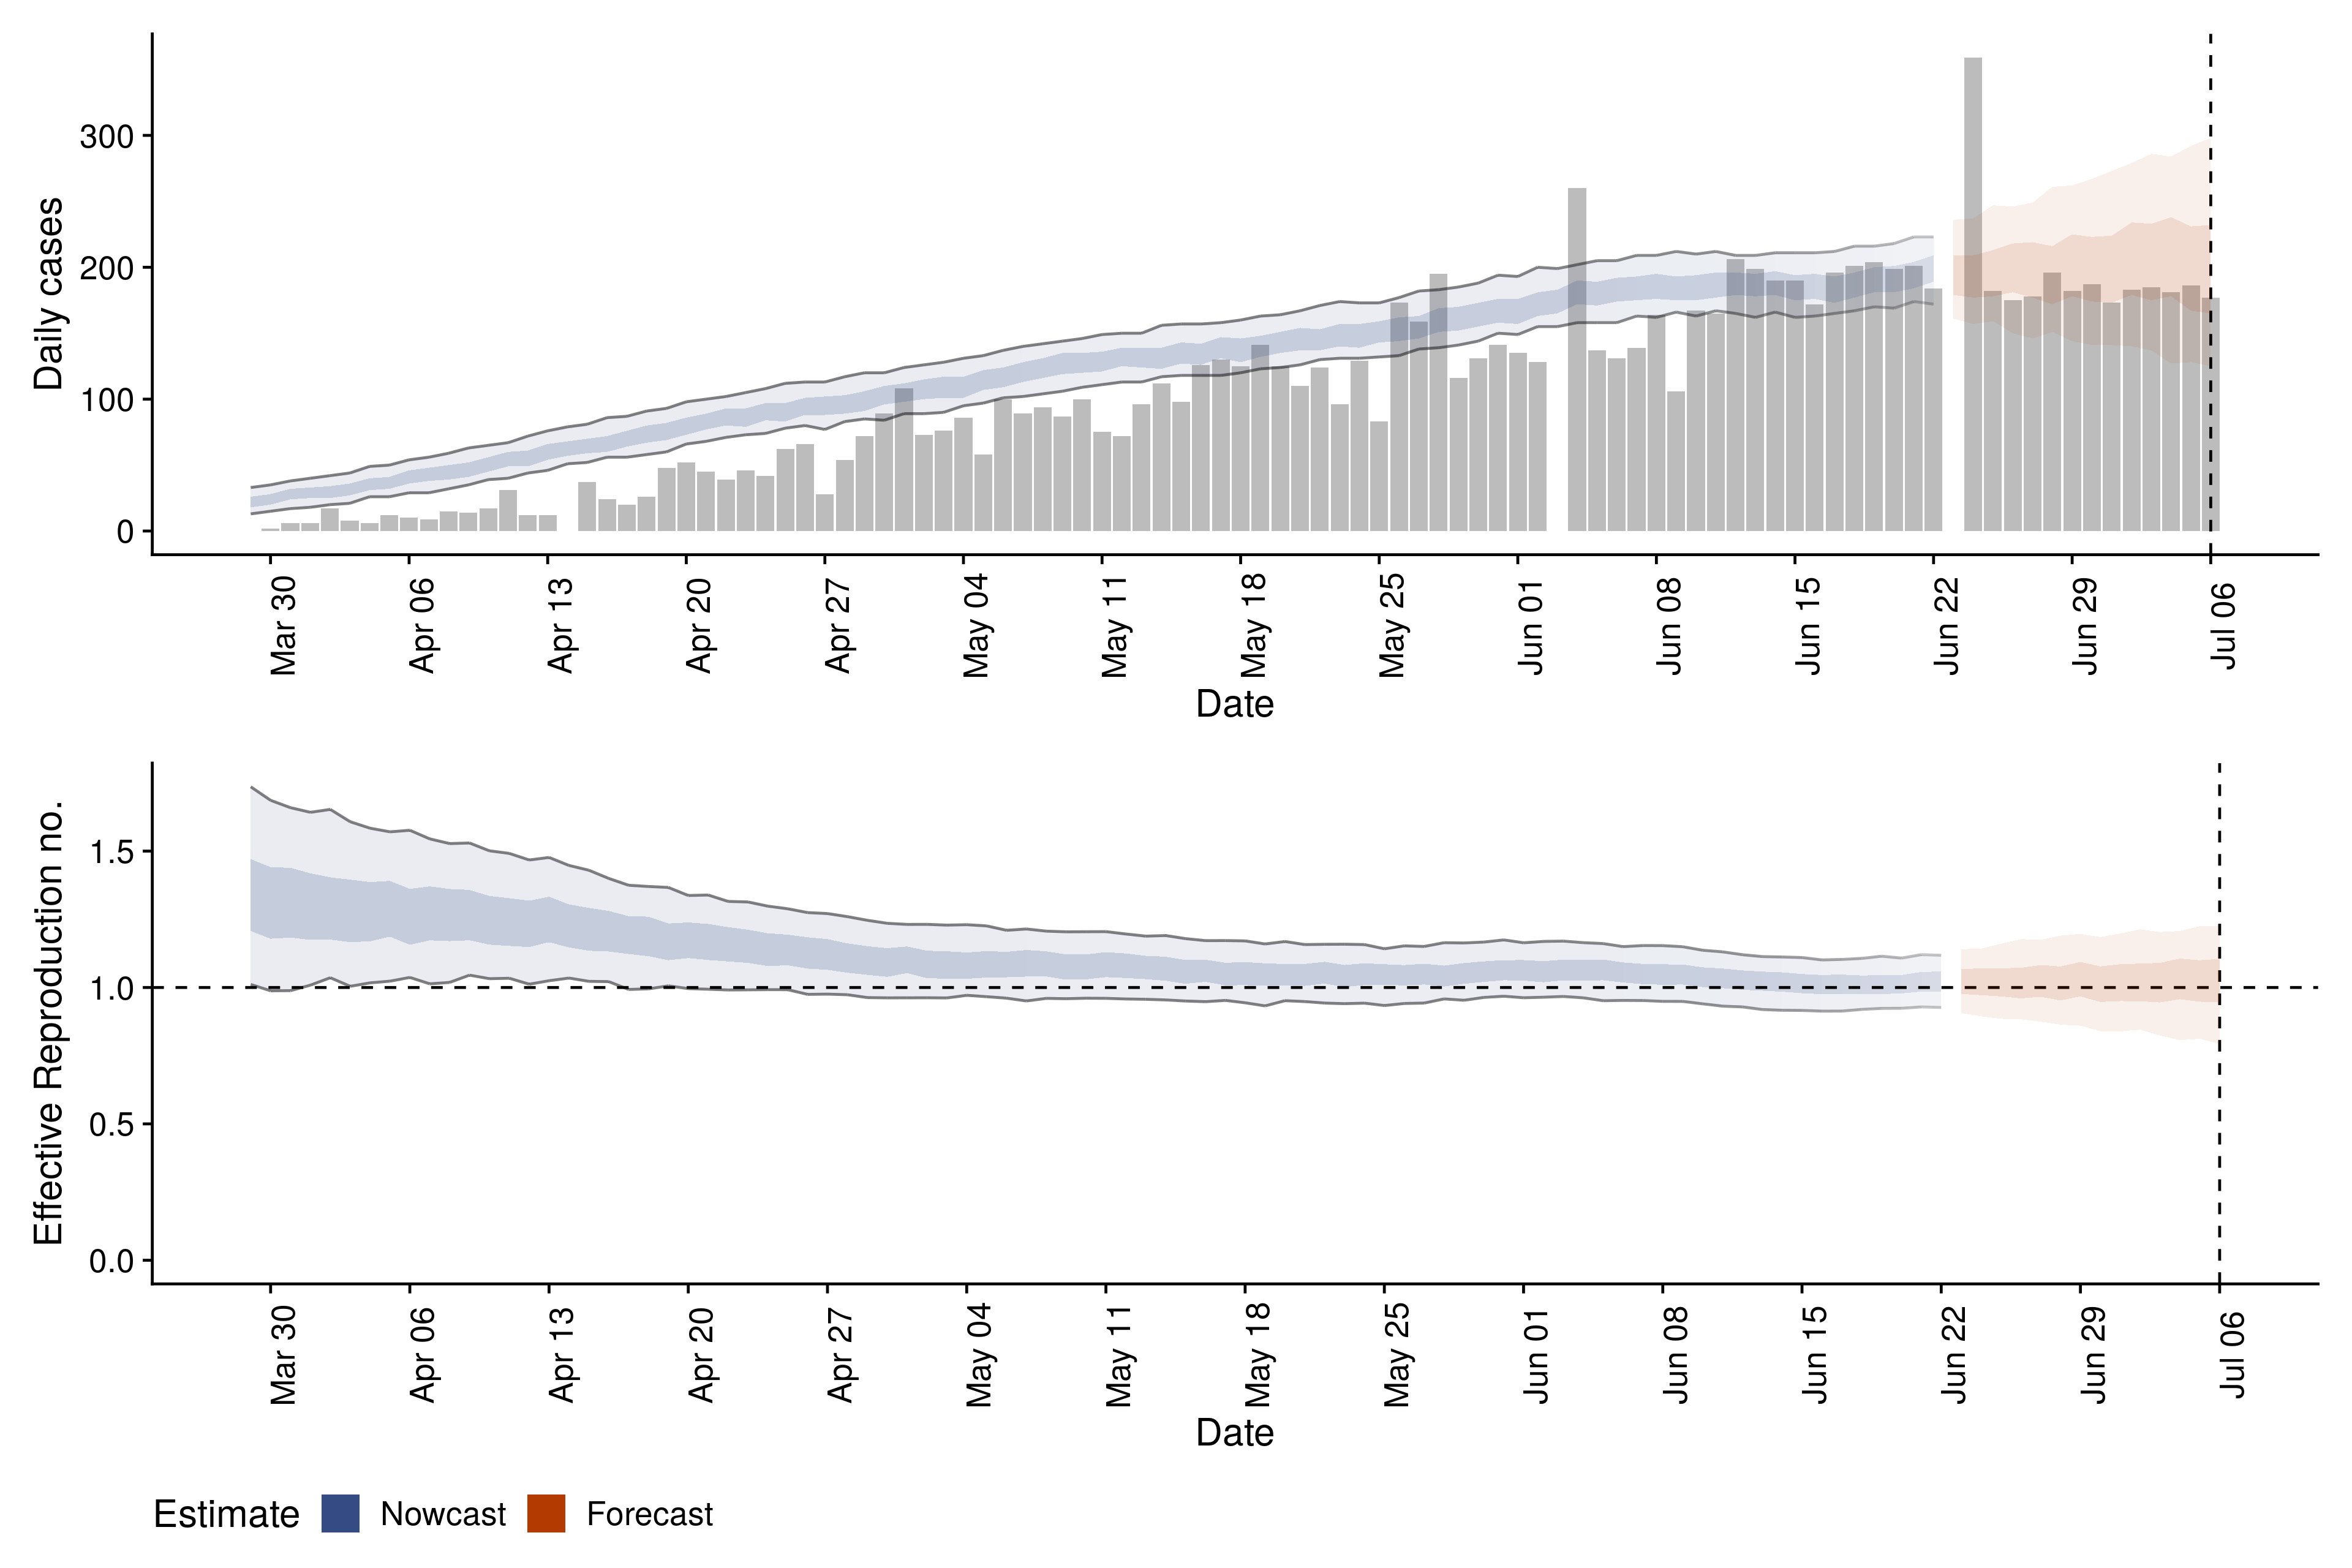 Daily cases
300
200
100
0
Mar 30
Apr 06
Apr 13
Apr 20
Apr 27
May 04
May 11
May 18
May 25
Jun 01
Jun 08
Jun 15
Jun 22
Jun 29
Jul 06
Date
Effective Reproduction no.
1.5
1.0
0.5
0.0
Mar 30
Apr 06
Apr 13
Apr 20
Apr 27
May 04
May 11
May 18
May 25
Jun 01
Jun 08
Jun 15
Jun 22
Jun 29
Jul 06
Date
Estimate Nowcast Forecast